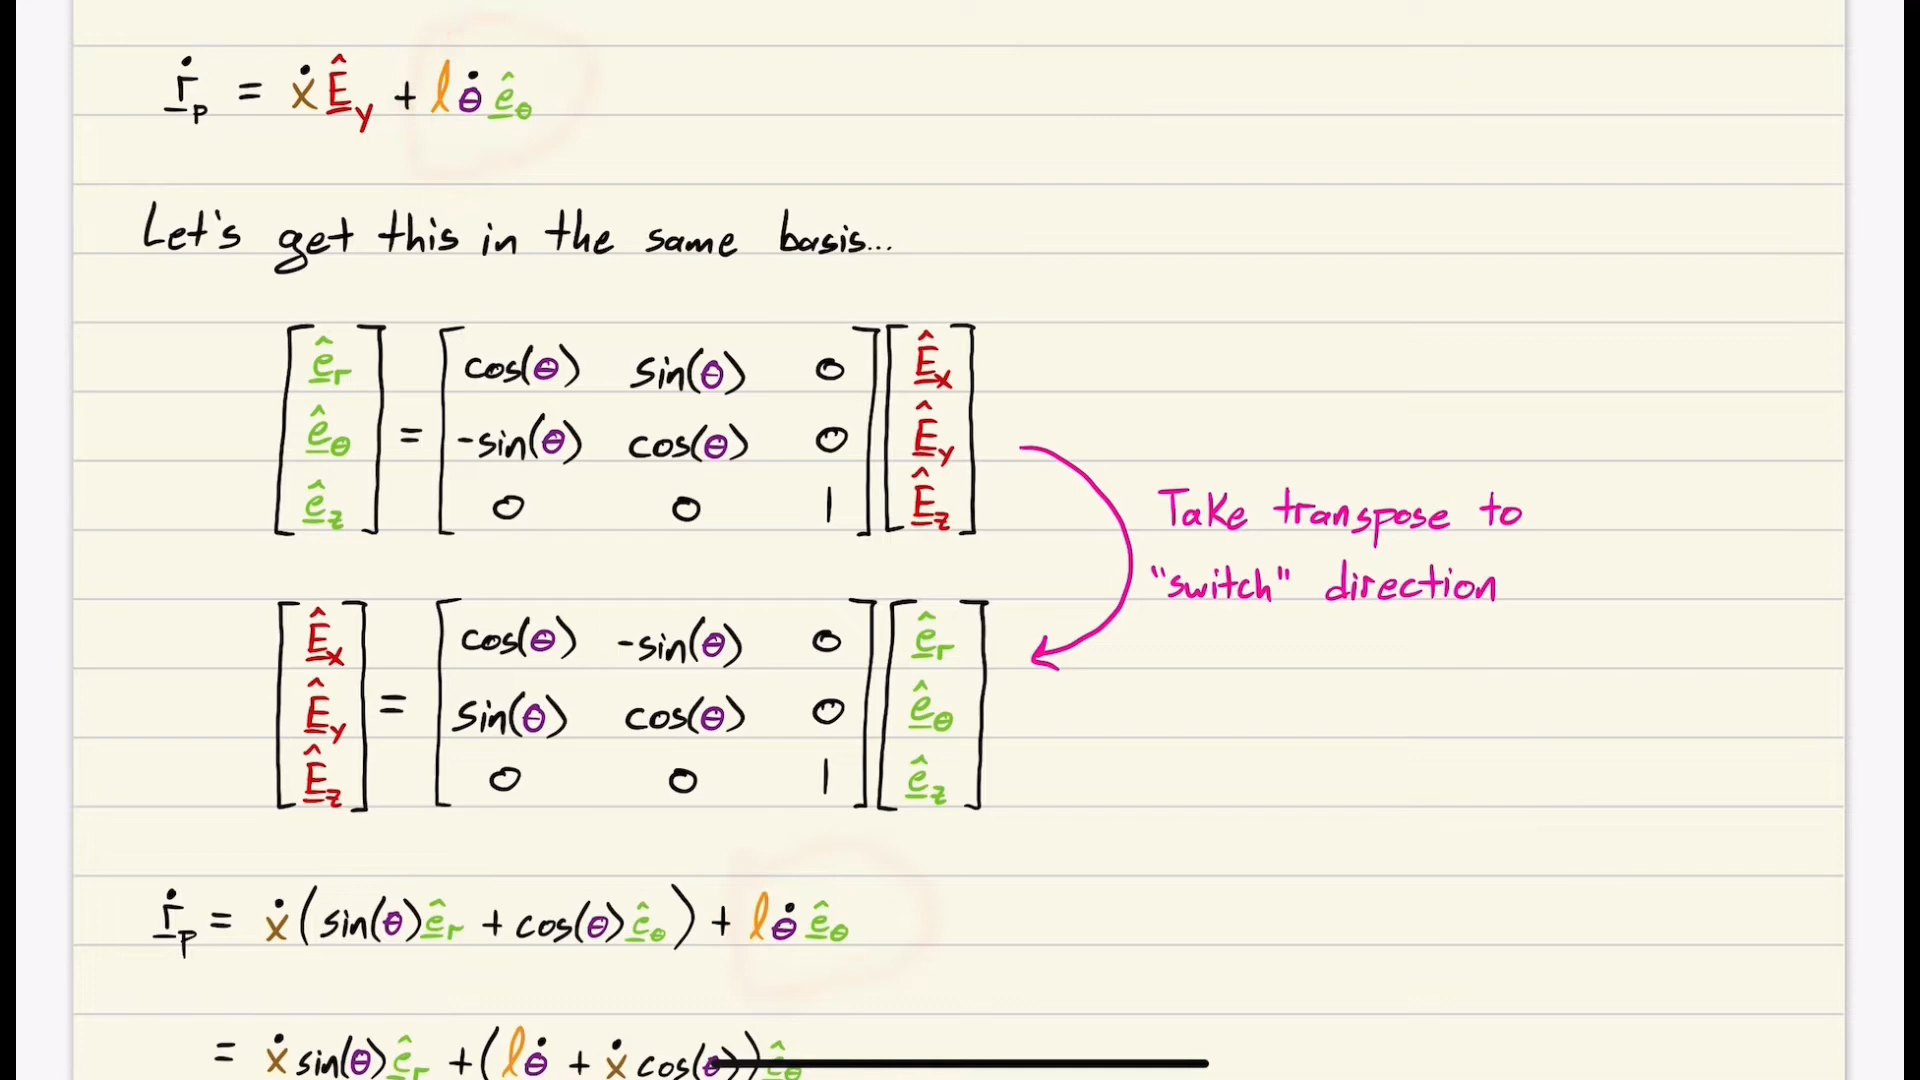 ṙ_p = ẋ Ê_y + l θ̇ ê_θ
Let's get this in the same basis...
[ê_r ê_θ ê_z] = [cos(θ) sin(θ) 0; -sin(θ) cos(θ) 0; 0 0 1] [Ê_x Ê_y Ê_z]
Take transpose to
"switch" direction
[Ê_x Ê_y Ê_z] = [cos(θ) -sin(θ) 0; sin(θ) cos(θ) 0; 0 0 1] [ê_r ê_θ ê_z]
ṙ_p = ẋ(sin(θ)ê_r + cos(θ)ê_θ) + l θ̇ ê_θ
= ẋ sin(θ)ê_r + (l θ̇ + ẋ cos(θ))ê_θ